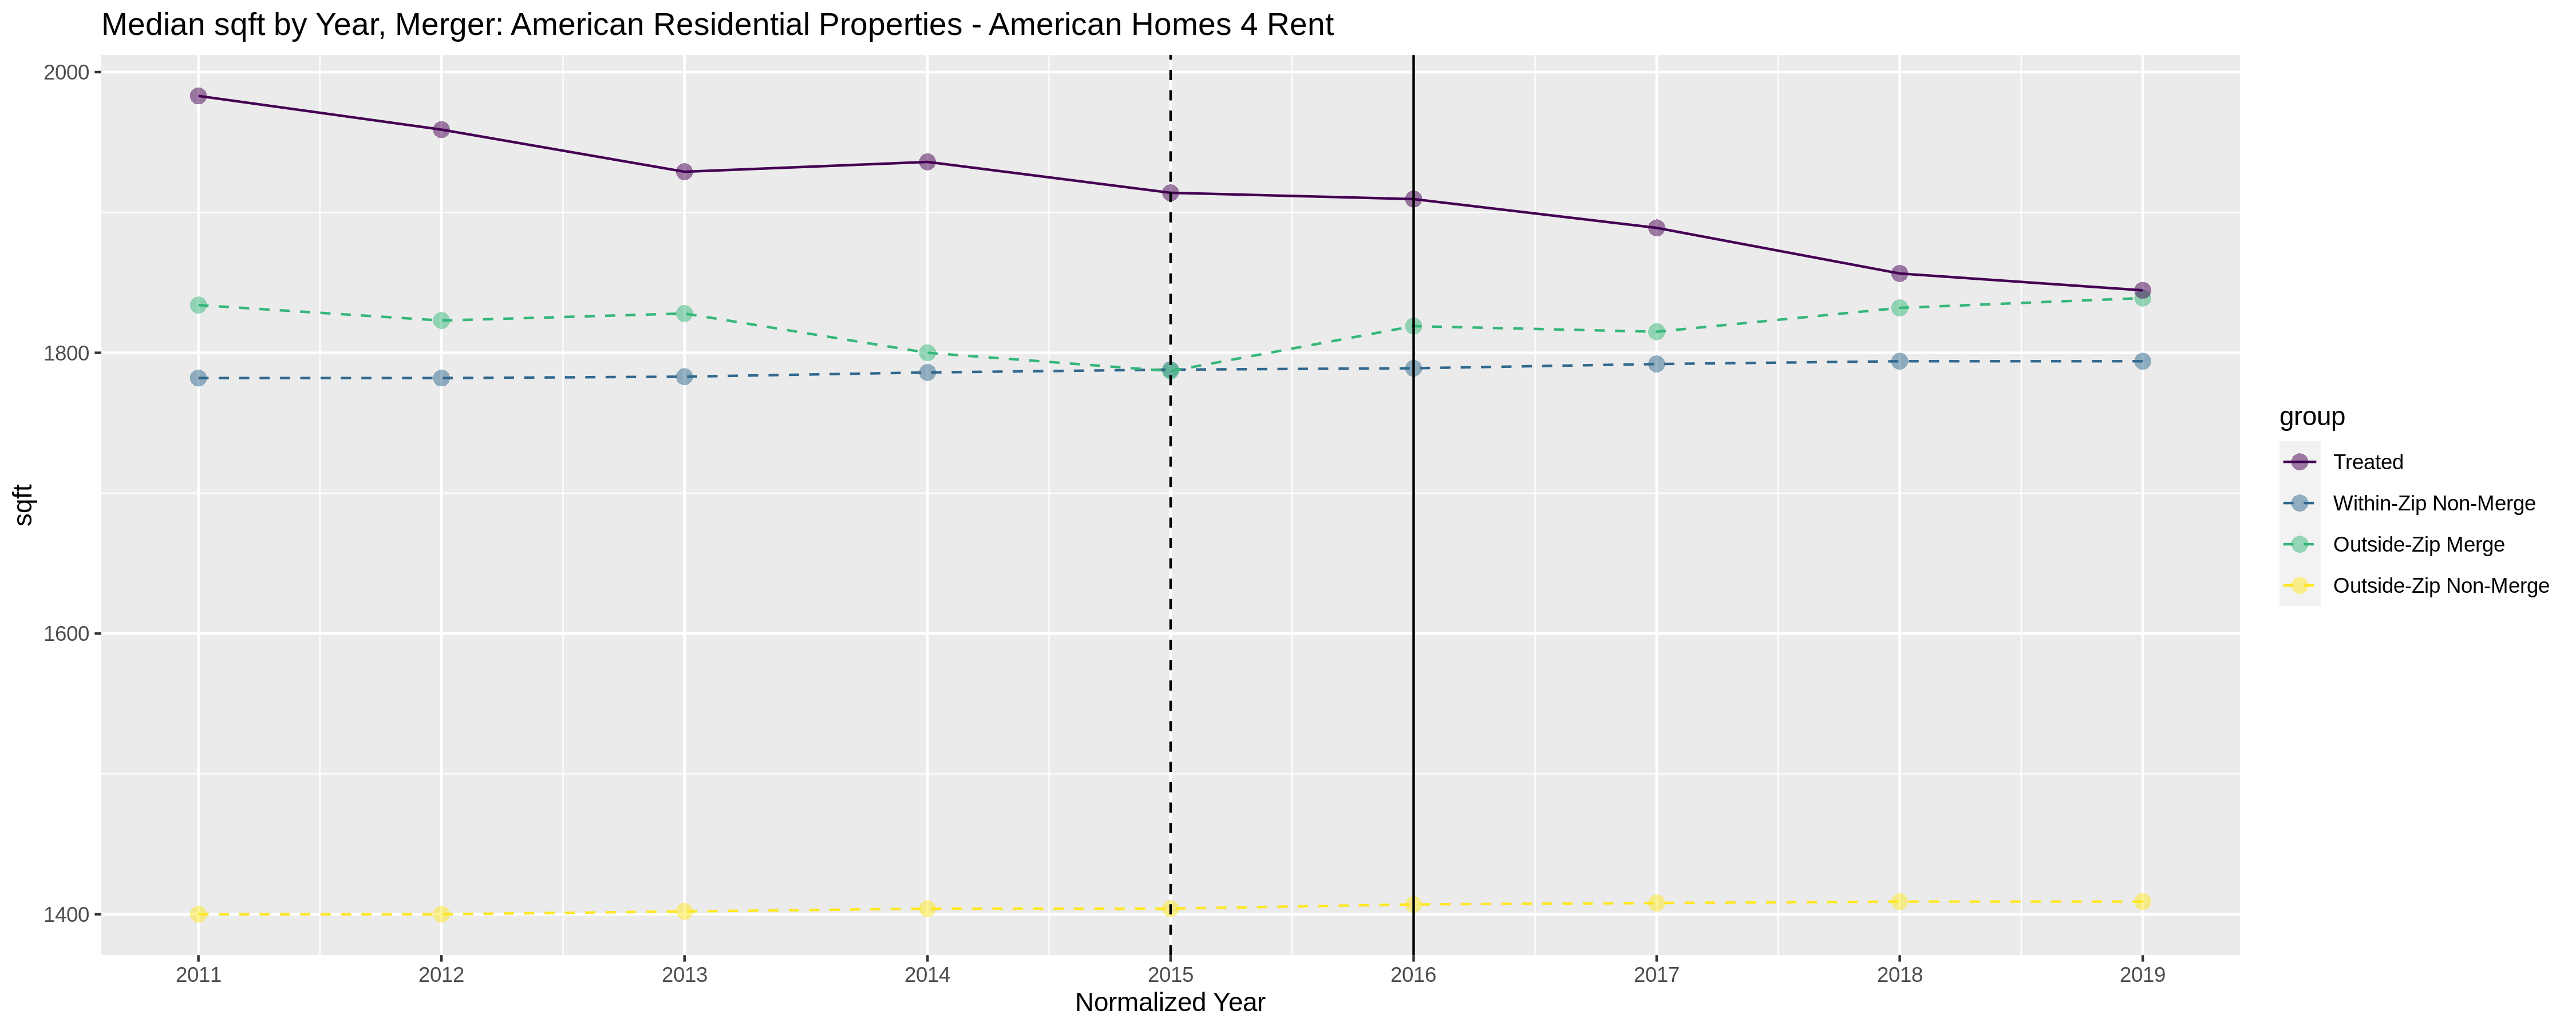 Median sqft by Year, Merger: American Residential Properties - American Homes 4 Rent
2000
1800
1600
1400
sqft
2011 2012 2013 2014 2015 2016 2017 2018 2019
Normalized Year
group
Treated
Within-Zip Non-Merge
Outside-Zip Merge
Outside-Zip Non-Merge